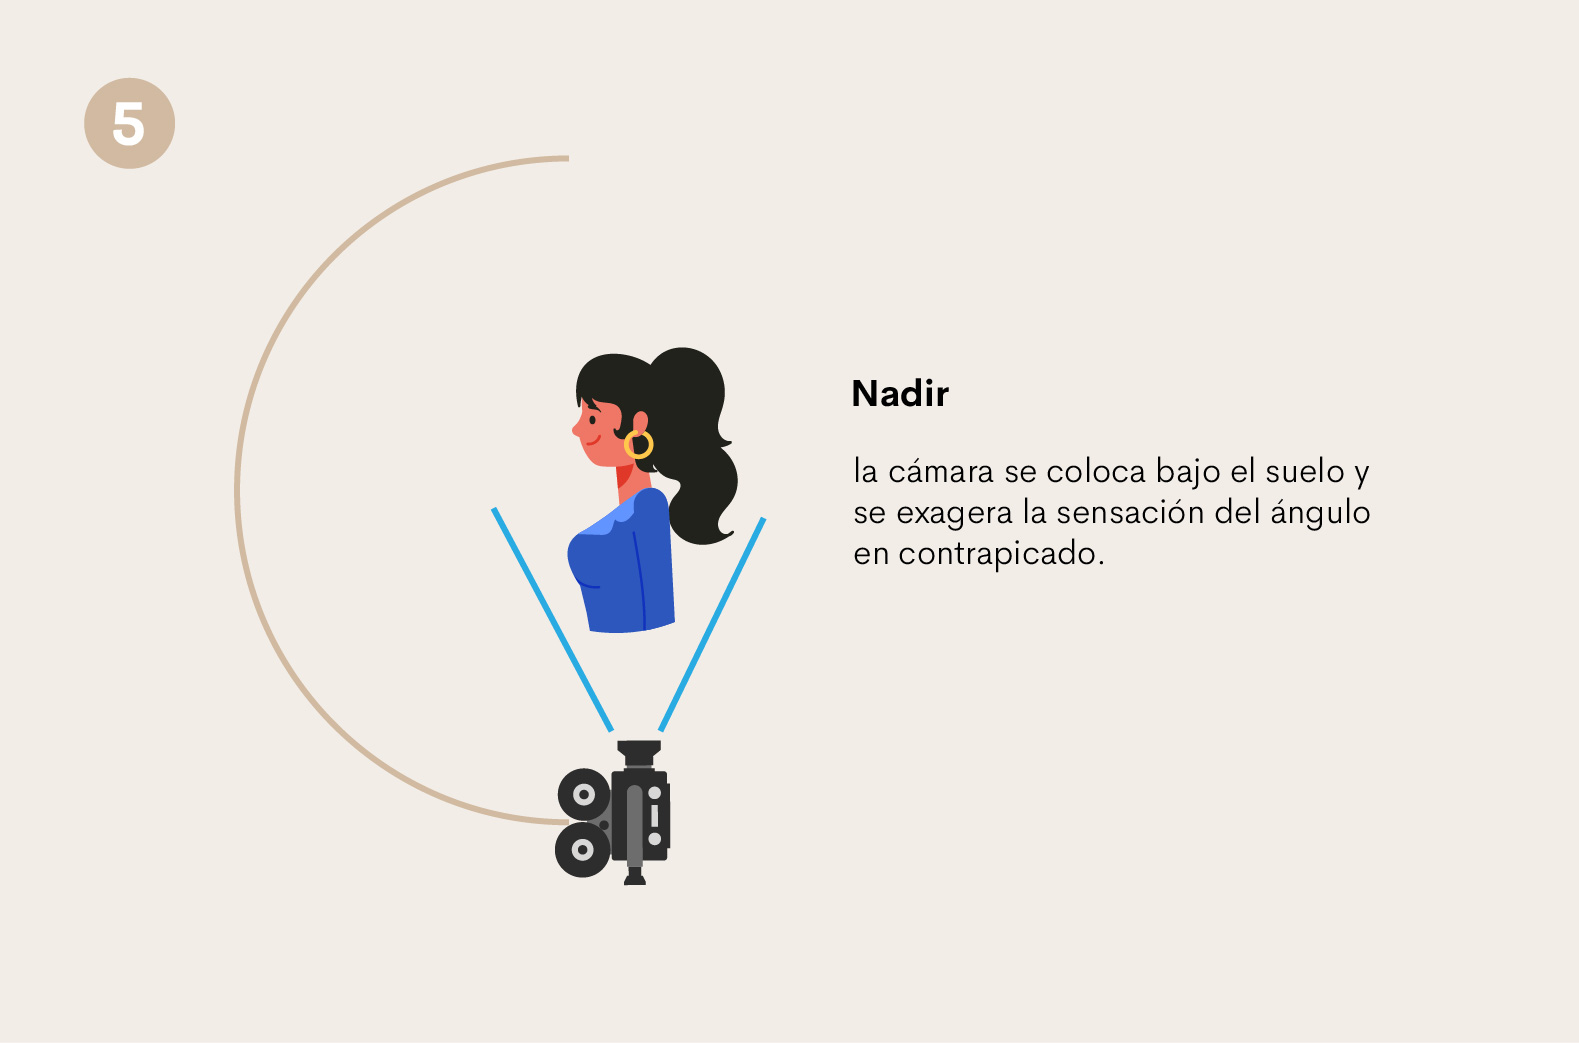 5
Nadir
la cámara se coloca bajo el suelo y
se exagera la sensación del ángulo
en contrapicado.